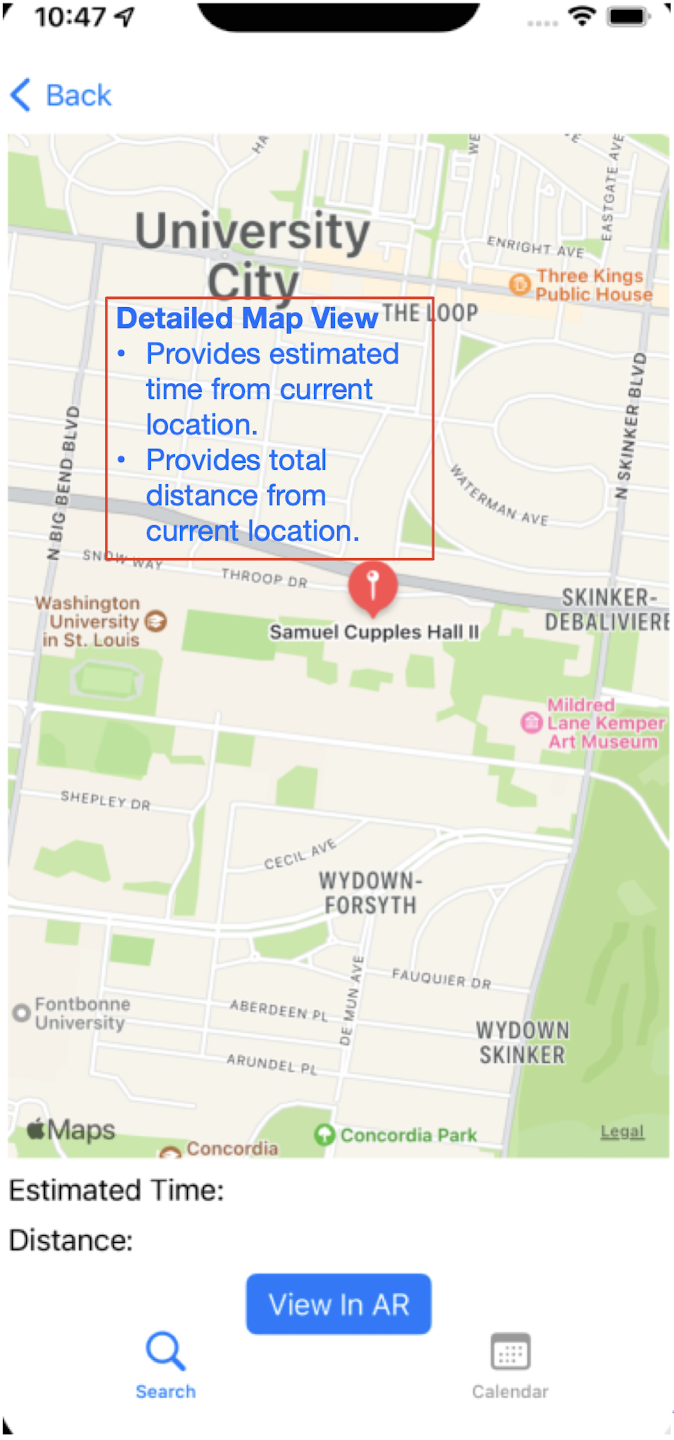 10:47
Back
HA
WE
VE
EASTGATE AVE
University
City
ENRIGHT AVE
Three Kings
Public House
THE LOOP
Detailed Map View
• Provides estimated
time from current
location.
• Provides total
distance from
current location.
N BIG BEND BLVD
N SKINKER BLVD
WATERMAN AVE
SNOW WAY
THROOP DR
SKINKER-
DEBALIVIERE
Washington
University
in St. Louis
Samuel Cupples Hall II
Mildred
Lane Kemper
Art Museum
SHEPLEY DR
CECIL AVE
WYDOWN-
FORSYTH
DE MUN AVE
FAUQUIER DR
Fontbonne
University
ABERDEEN PL
WYDOWN
SKINKER
ARUNDEL PL
Maps
Concordia Park
Legal
Concordia
Estimated Time:
Distance:
View In AR
Search
Calendar